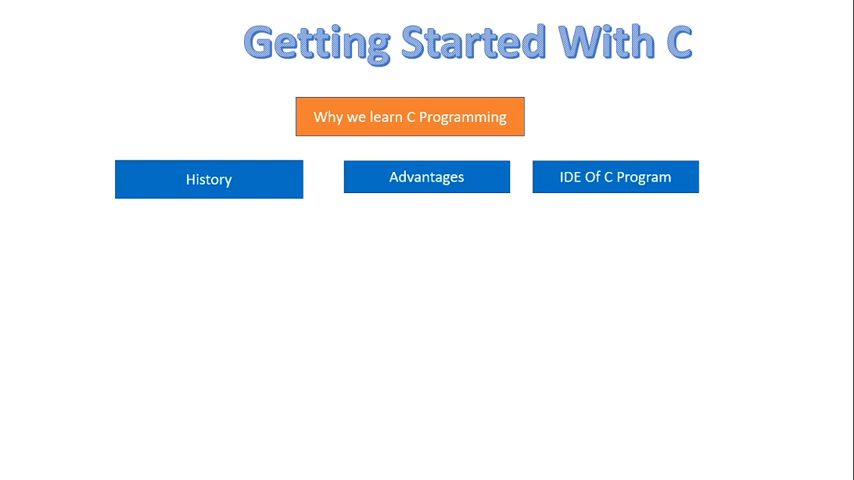 Getting Started With C
Why we learn C Programming
History
Advantages
IDE Of C Program